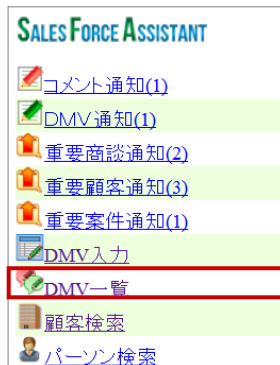 SALES FORCE ASSISTANT
コメント通知(1)
DMV通知(1)
重要商談通知(2)
重要顧客通知(3)
重要案件通知(1)
DMV入力
DMV一覧
顧客検索
パーソン検索